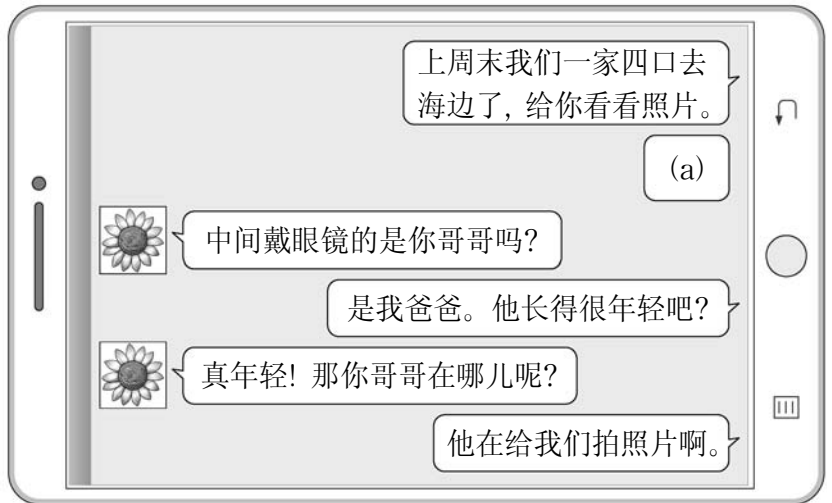 上周末我们一家四口去
海边了, 给你看看照片。
(a)
中间戴眼镜的是你哥哥吗?
是我爸爸。他长得很年轻吧?
真年轻! 那你哥哥在哪儿呢?
他在给我们拍照片啊。